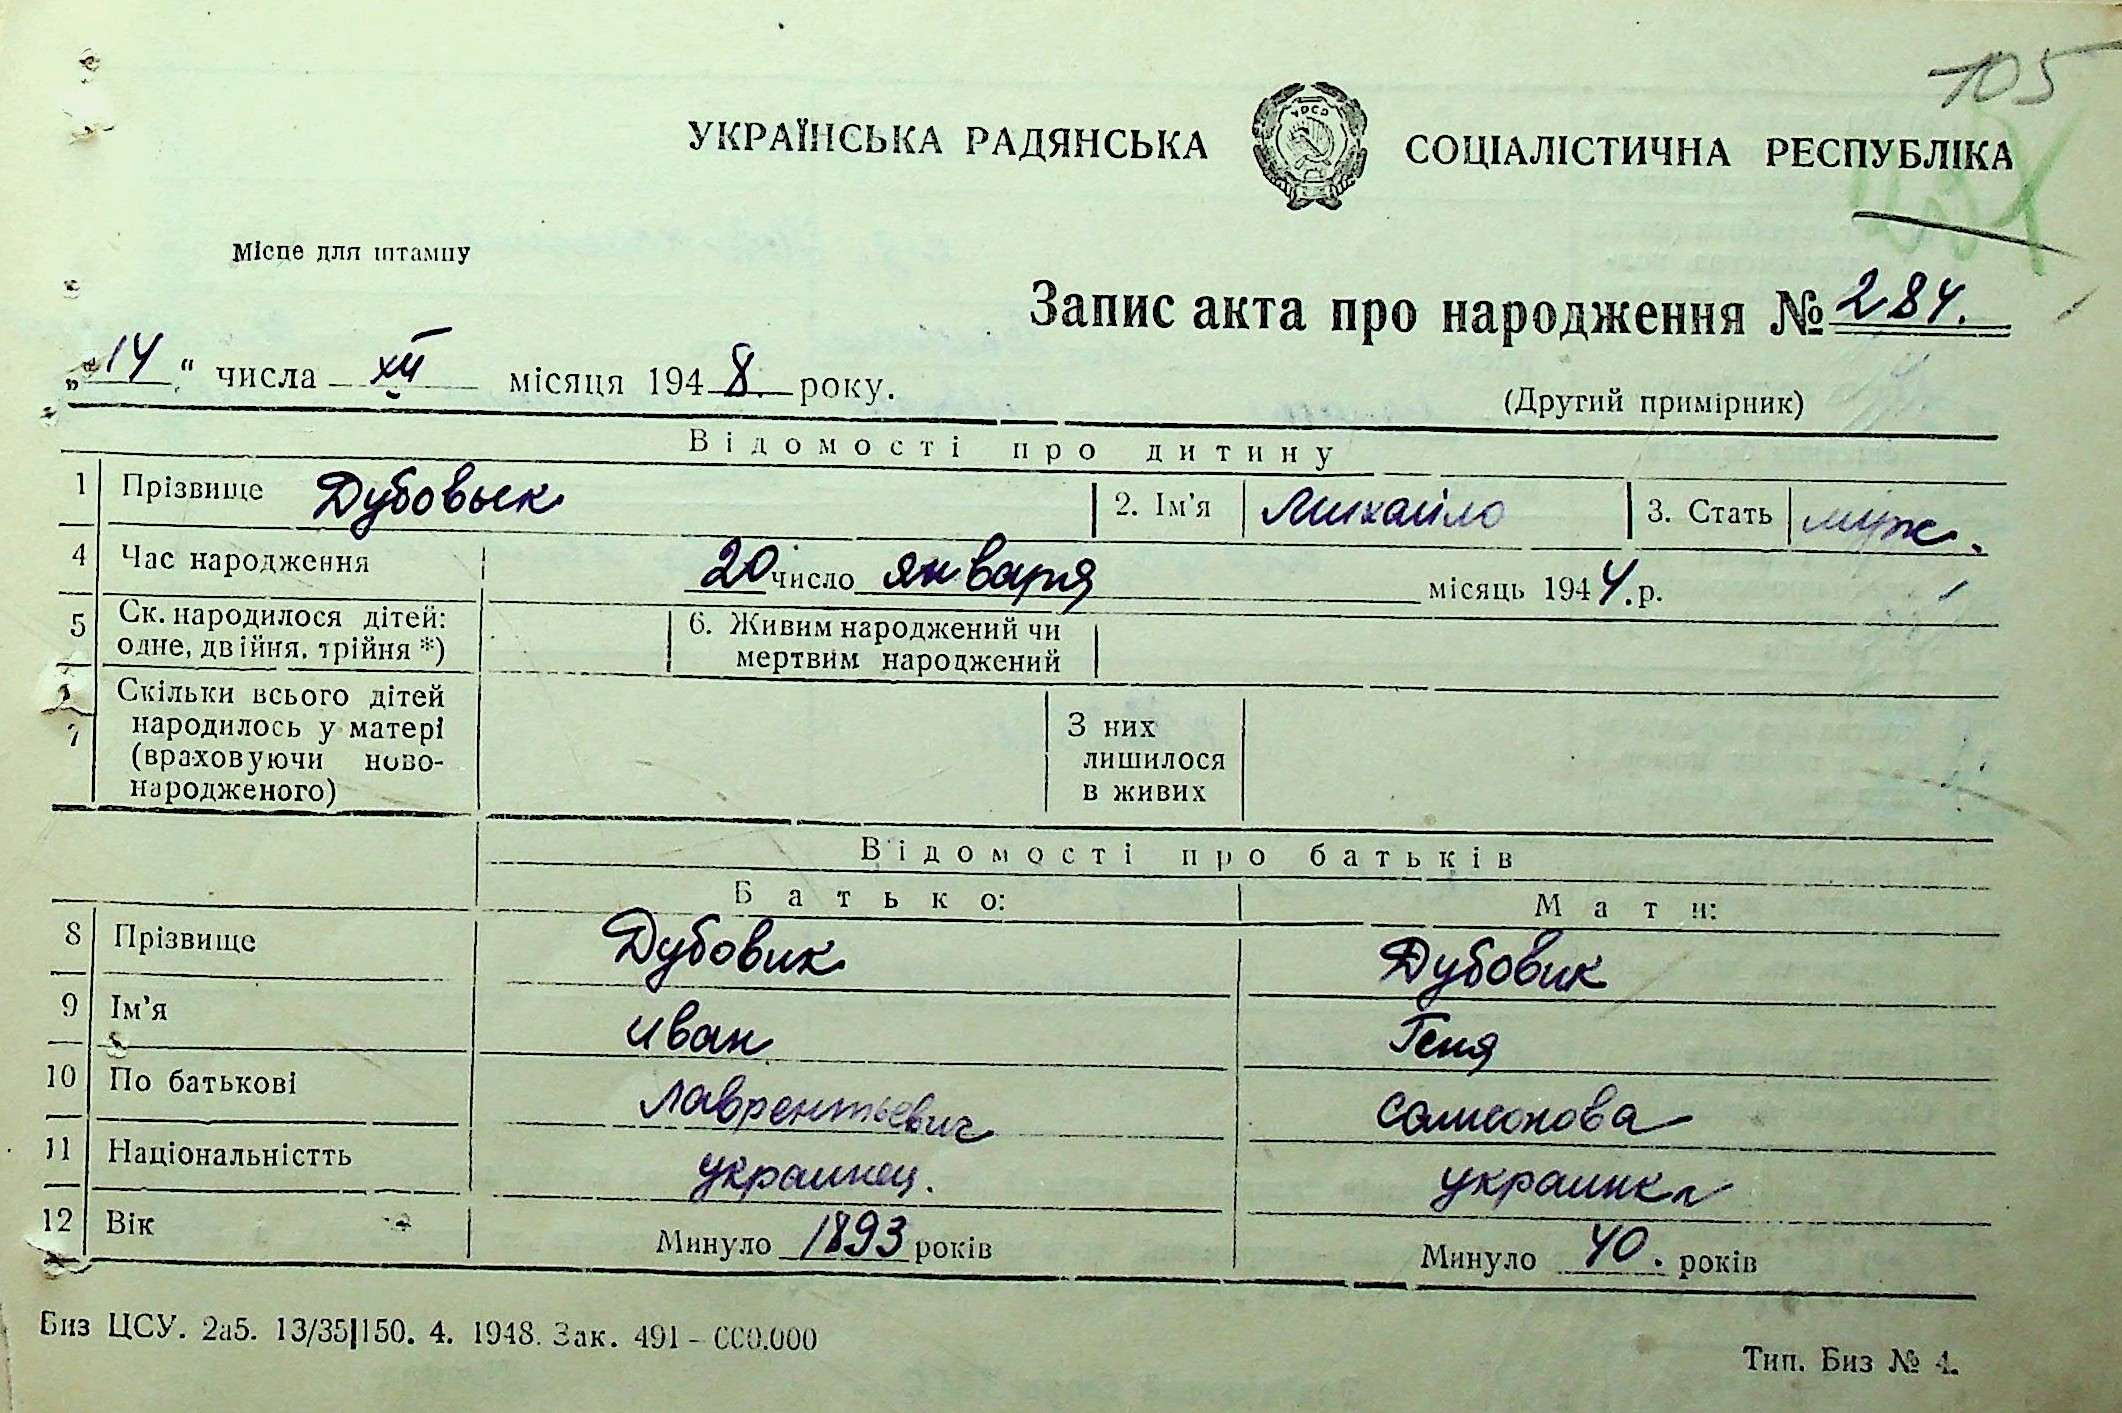 105
УКРАЇНСЬКА РАДЯНСЬКА СОЦІАЛІСТИЧНА РЕСПУБЛІКА
УРСР
Місце для штампу
Запис акта про народження № 284.
„14" числа XII місяця 1948. року.
(Другий примірник)
Відомості про дитину
1 Прізвище Дубовык 2. Ім'я Михайло 3. Стать муж.
4 Час народження 20 число января місяць 1944.р.
5 Ск. народилося дітей: одне, двійня, трійня *) 6. Живим народжений чи мертвим народжений
7 Скільки всього дітей народилось у матері (враховуючи ново-народженого) З них лишилося в живих
Відомості про батьків
Батько: Мати:
8 Прізвище Дубовик Дубовик
9 Ім'я Иван Геня
10 По батькові Лаврентьевич Самсонова
11 Національністть украинец. украинка
12 Вік Минуло 1893 років Минуло 40. років
Биз ЦСУ. 2а5. 13/35|150. 4. 1948. Зак. 491 – 000.000
Тип. Биз № 4.